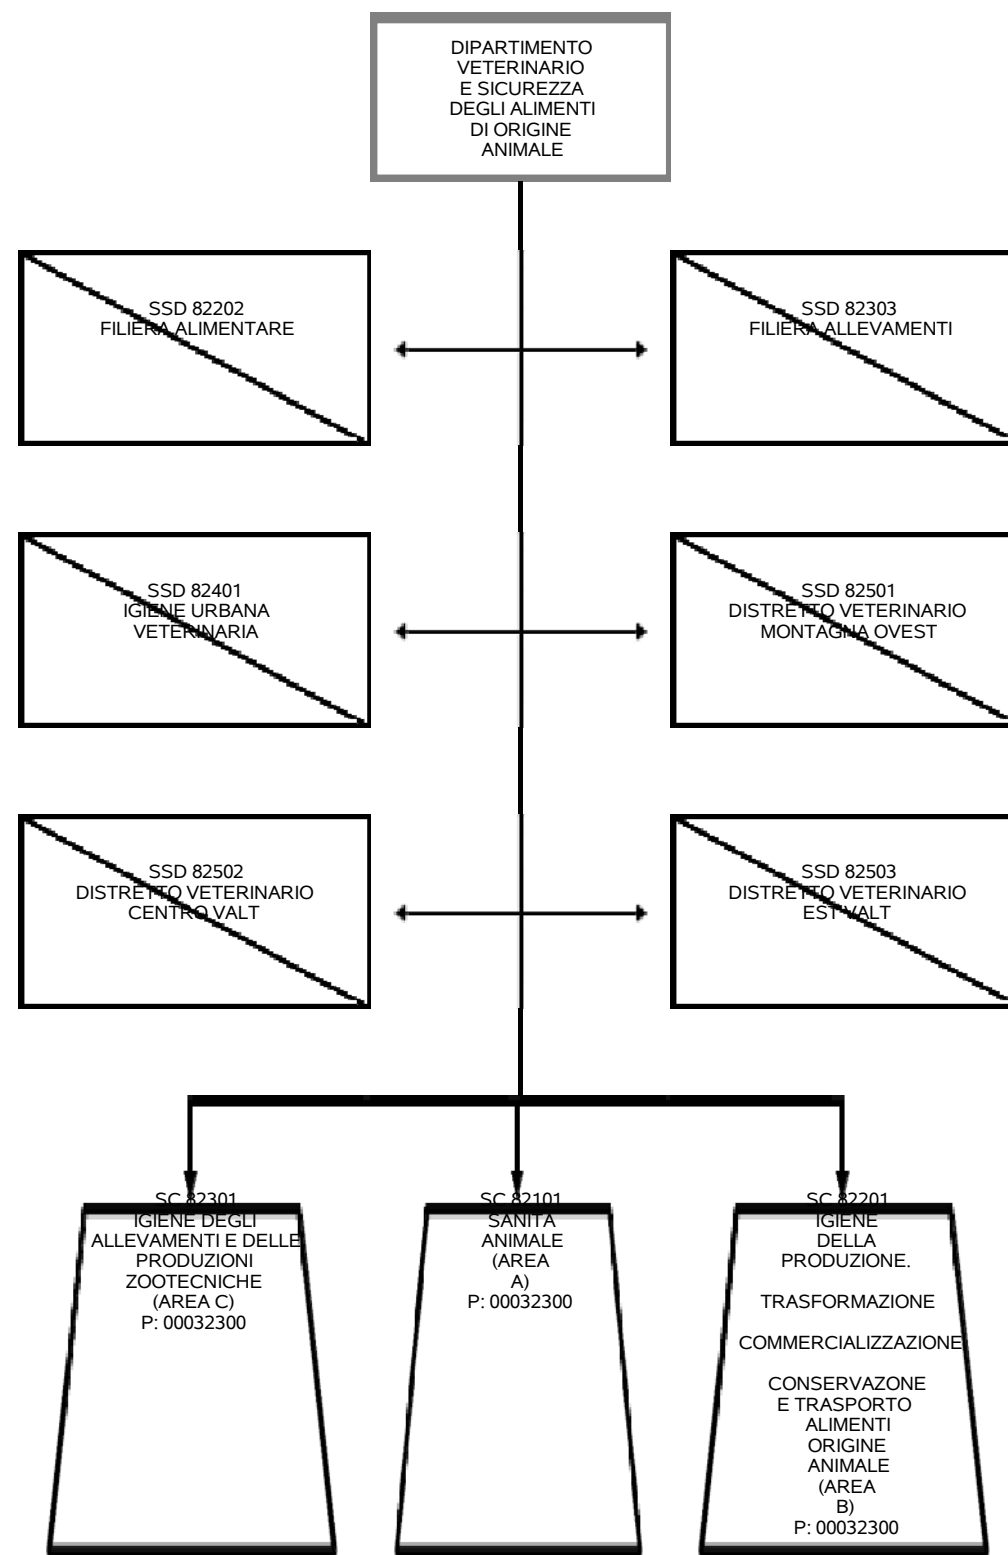 DIPARTIMENTO
VETERINARIO
E SICUREZZA
DEGLI ALIMENTI
DI ORIGINE
ANIMALE
SSD 82202
FILIERA ALIMENTARE
SSD 82303
FILIERA ALLEVAMENTI
SSD 82401
IGIENE URBANA
VETERINARIA
SSD 82501
DISTRETTO VETERINARIO
MONTAGNA OVEST
SSD 82502
DISTRETTO VETERINARIO
CENTRO VALT
SSD 82503
DISTRETTO VETERINARIO
EST VALT
SC 82301
IGIENE DEGLI
ALLEVAMENTI E DELLE
PRODUZIONI
ZOOTECNICHE
(AREA C)
P: 00032300
SC 82101
SANITÀ
ANIMALE
(AREA
A)
P: 00032300
SC 82201
IGIENE
DELLA
PRODUZIONE.
TRASFORMAZIONE
COMMERCIALIZZAZIONE
CONSERVAZONE
E TRASPORTO
ALIMENTI
ORIGINE
ANIMALE
(AREA
B)
P: 00032300